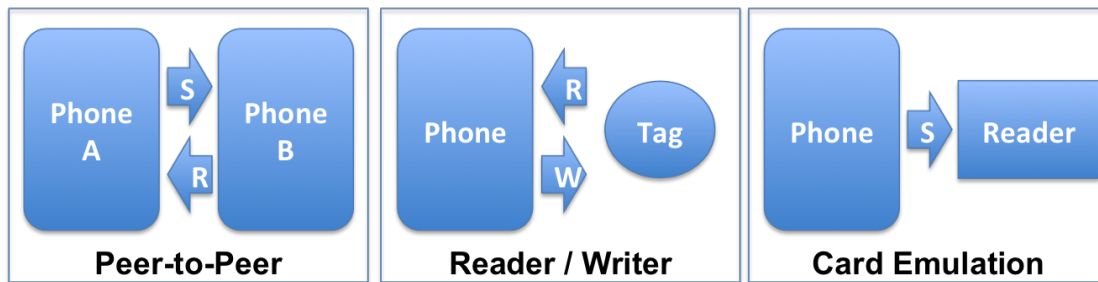 Phone
A
S
R
Phone
B
Peer-to-Peer
Phone
R
W
Tag
Reader / Writer
Phone
S
Reader
Card Emulation